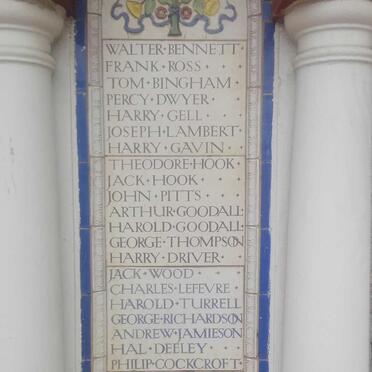 WALTER·BENNETT·
FRANK·ROSS· · ·
TOM·BINGHAM·
PERCY·DWYER· ·
HARRY·GELL· · ·
JOSEPH·LAMBERT·
HARRY·GAVIN· ·
THEODORE·HOOK·
JACK·HOOK· · ·
JOHN·PITTS· · ·
ARTHUR·GOODALL·
HAROLD·GOODALL·
GEORGE·THOMPSON
HARRY·DRIVER· ·
JACK·WOOD· · · ·
CHARLES·LEFEVRE·
HAROLD·TURRELL
GEORGE·RICHARDSON
ANDREW·JAMIESON
HAL·DEELEY· · ·
PHILIP·COCKCROFT·